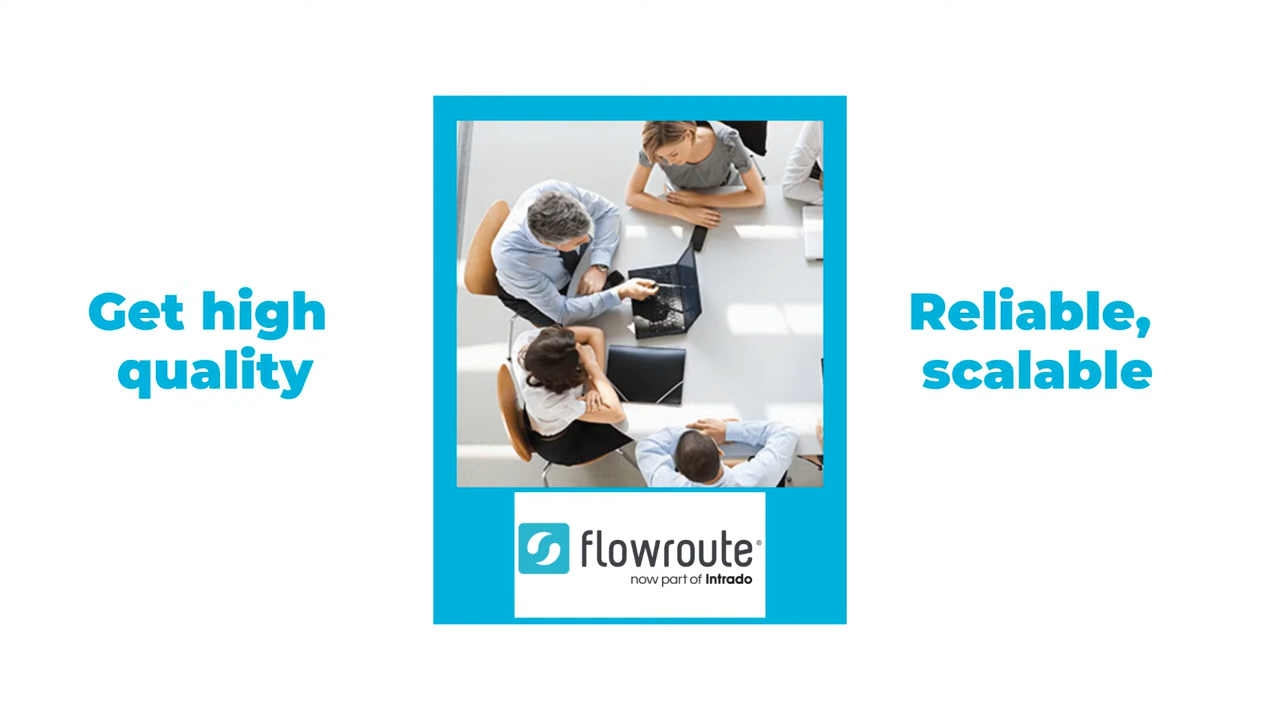 Get high
quality
Reliable,
scalable
flowroute®
now part of Intrado